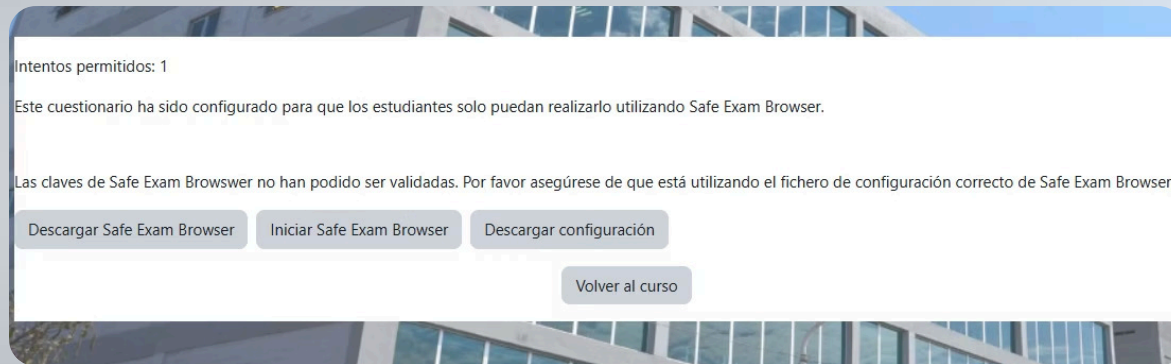 Intentos permitidos: 1
Este cuestionario ha sido configurado para que los estudiantes solo puedan realizarlo utilizando Safe Exam Browser.
Las claves de Safe Exam Browswer no han podido ser validadas. Por favor asegúrese de que está utilizando el fichero de configuración correcto de Safe Exam Browser
Descargar Safe Exam Browser Iniciar Safe Exam Browser Descargar configuración
Volver al curso